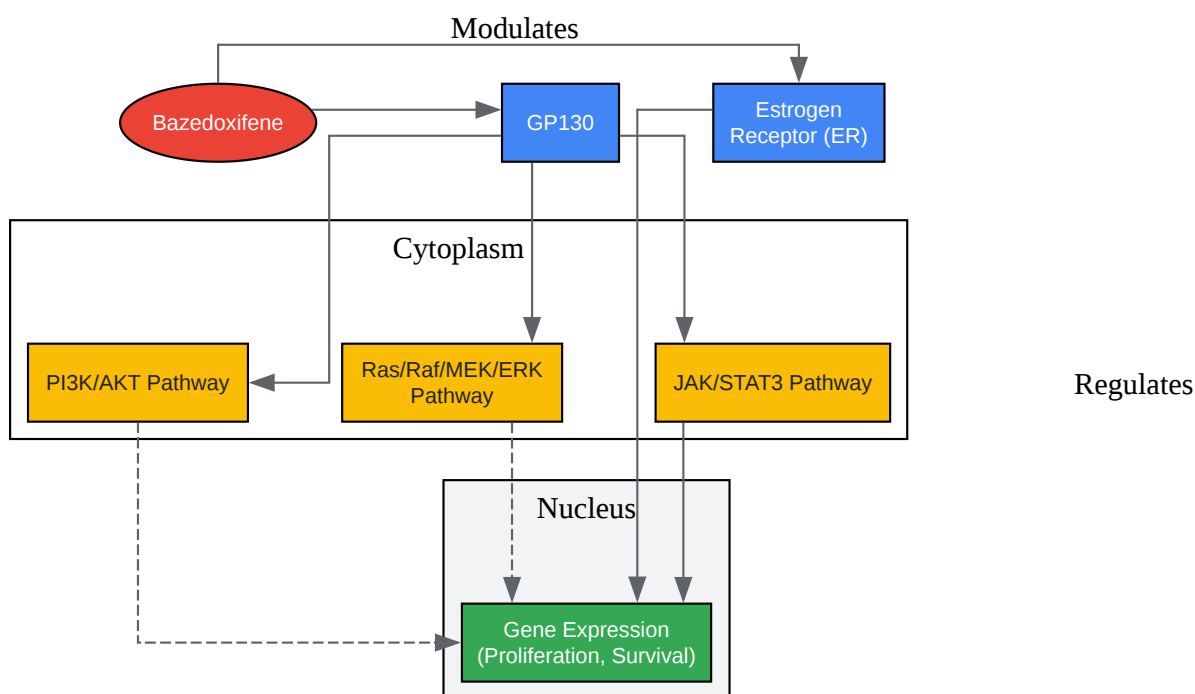 Modulates
Bazedoxifene
GP130
Estrogen
Receptor (ER)
Cytoplasm
PI3K/AKT Pathway
Ras/Raf/MEK/ERK
Pathway
JAK/STAT3 Pathway
Regulates
Nucleus
Gene Expression
(Proliferation, Survival)